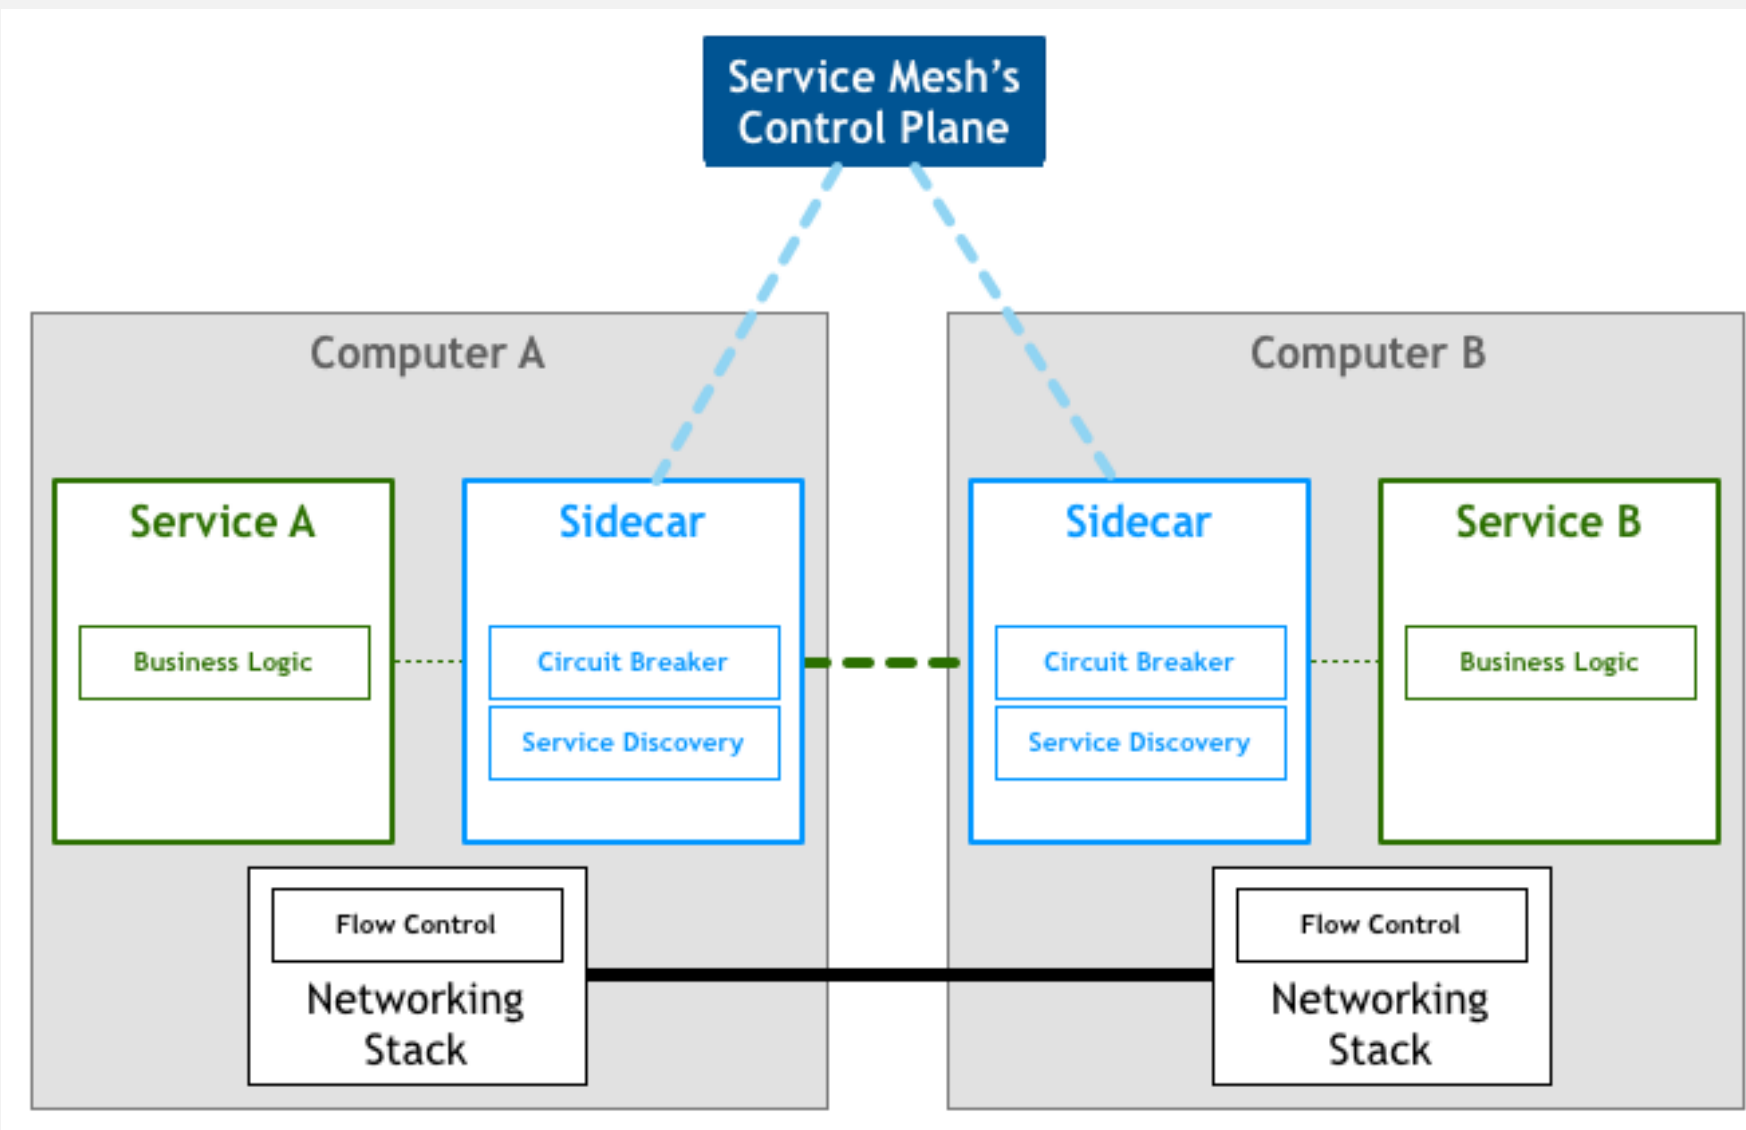 Service Mesh’s
Control Plane
Computer A
Computer B
Service A
Sidecar
Sidecar
Service B
Business Logic
Circuit Breaker
Circuit Breaker
Business Logic
Service Discovery
Service Discovery
Flow Control
Flow Control
Networking
Stack
Networking
Stack